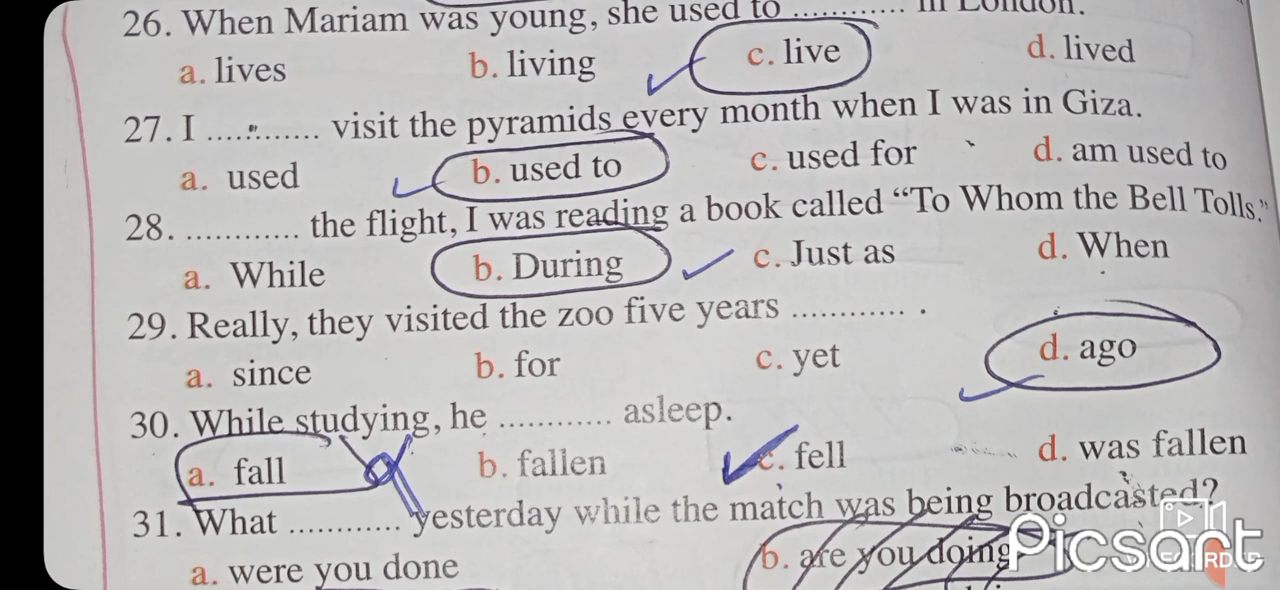 26. When Mariam was young, she used to ............ in London.
a. lives b. living c. live d. lived
27. I ............ visit the pyramids every month when I was in Giza.
a. used b. used to c. used for d. am used to
28. ............ the flight, I was reading a book called “To Whom the Bell Tolls.”
a. While b. During c. Just as d. When
29. Really, they visited the zoo five years ............ .
a. since b. for c. yet d. ago
30. While studying, he ............ asleep.
a. fall b. fallen c. fell d. was fallen
31. What ............ yesterday while the match was being broadcasted?
a. were you done b. are you doing
Picsart